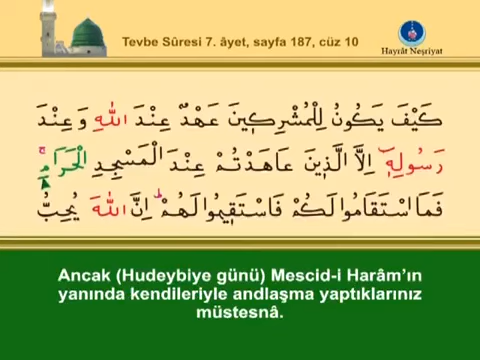 Tevbe Sûresi 7. âyet, sayfa 187, cüz 10
Hayrât Neşriyat
كَيْفَ يَكُونُ لِلْمُشْرِكِينَ عَهْدٌ عِنْدَ اللّٰهِ وَعِنْدَ
رَسُولِهِٓ اِلَّا الَّذِينَ عَاهَدْتُمْ عِنْدَ الْمَسْجِدِ الْحَرَامِۚ
فَمَا اسْتَقَامُوا لَكُمْ فَاسْتَقِيمُوا لَهُمْۜ اِنَّ اللّٰهَ يُحِبُّ
Ancak (Hudeybiye günü) Mescid-i Harâm’ın
yanında kendileriyle andlaşma yaptıklarınız
müstesnâ.